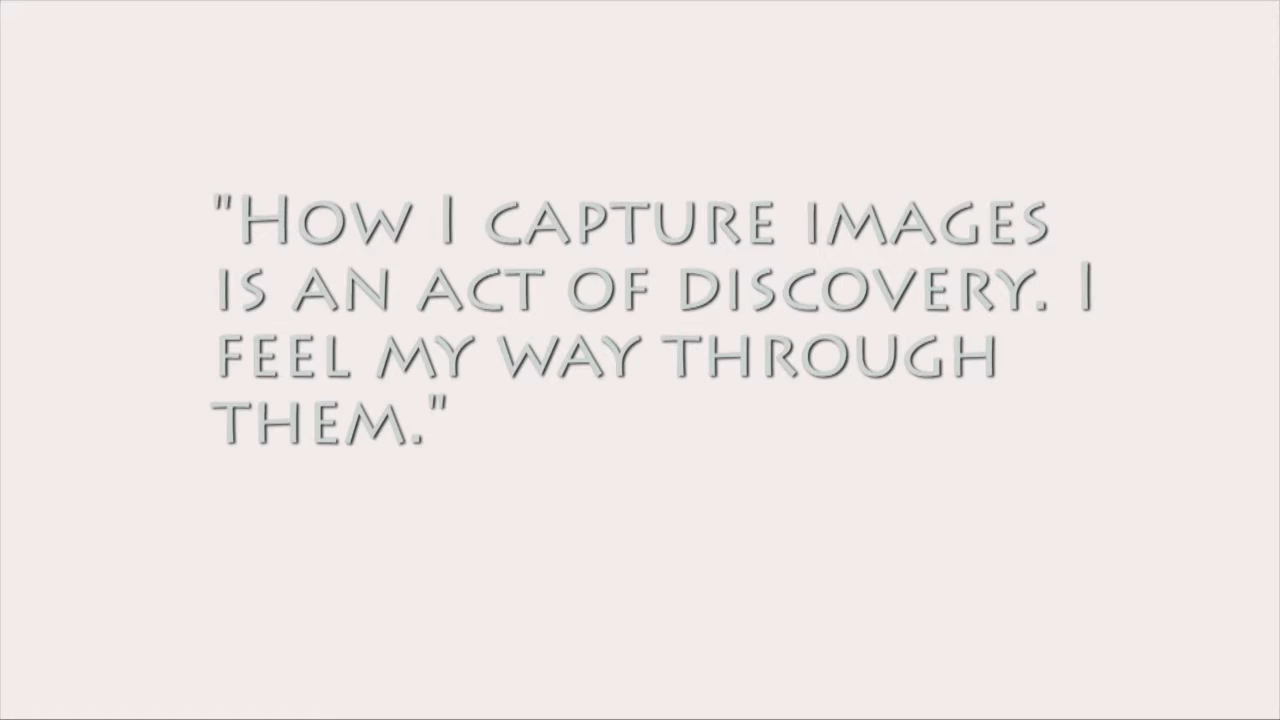 "How I capture images
is an act of discovery. I
feel my way through
them."